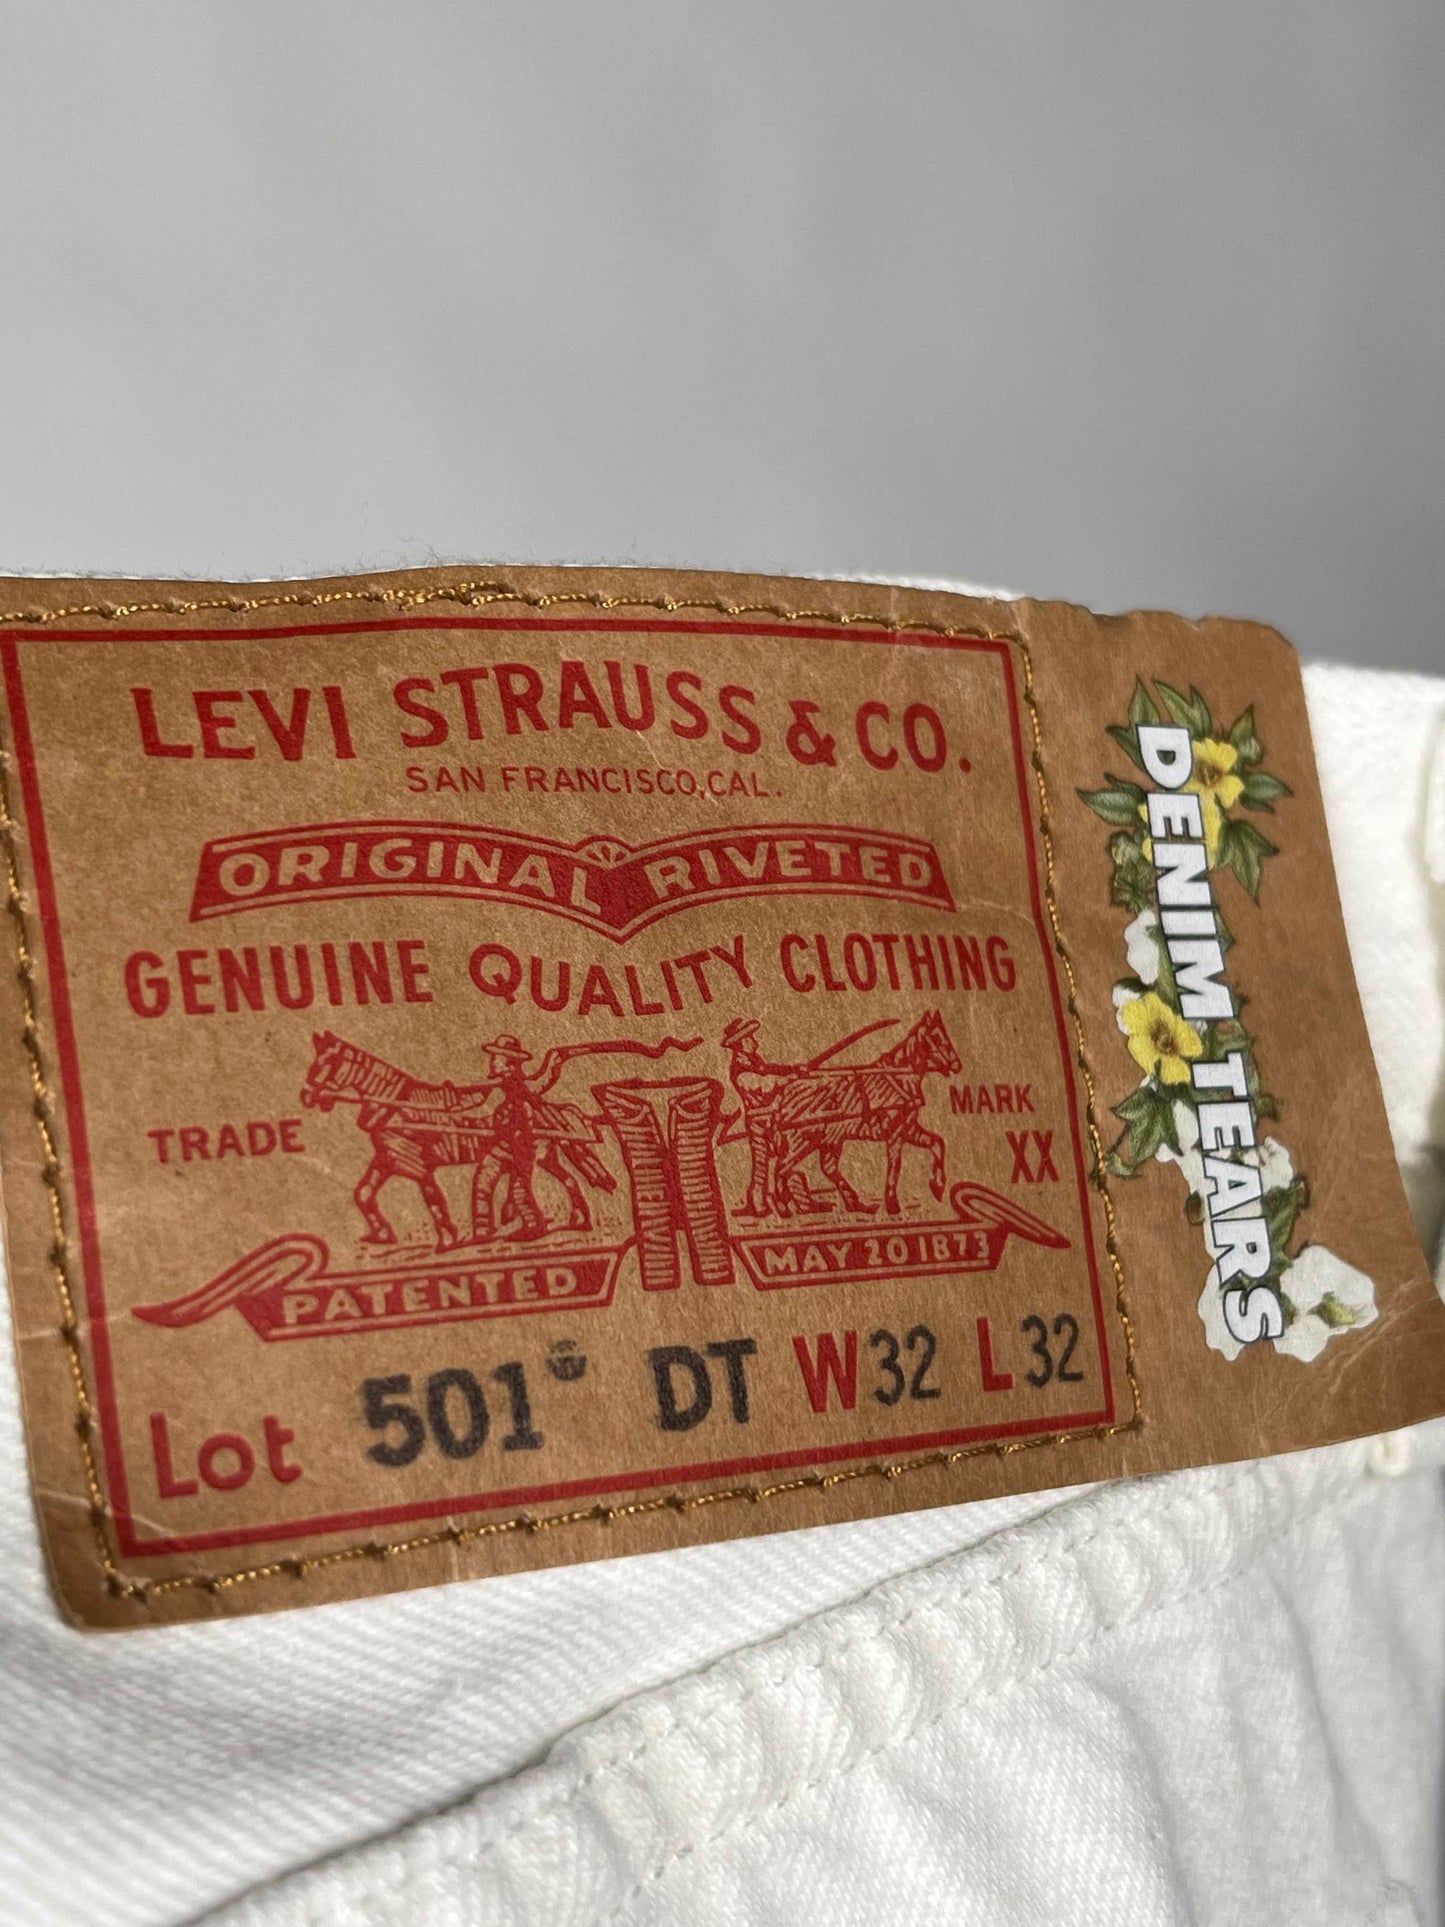 LEVI STRAUSS & CO.
SAN FRANCISCO, CAL.
ORIGINAL RIVETED
GENUINE QUALITY CLOTHING
TRADE MARK
XX
PATENTED MAY 20 1873
Lot 501 DT W32 L32
DENIM TEARS